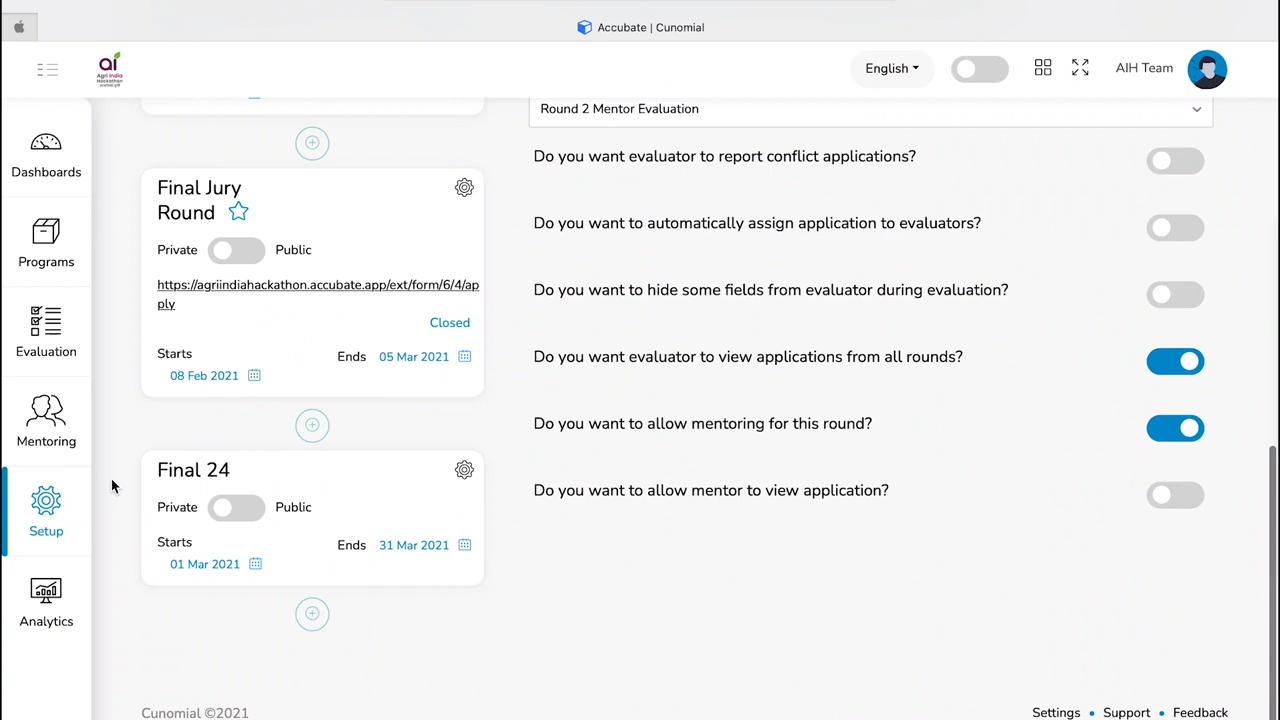 Accubate | Cunomial
ai
Agri India
Hackathon
English
AIH Team
Dashboards
Programs
Evaluation
Mentoring
Setup
Analytics
Final Jury
Round
Private
Public
https://agriindiahackathon.accubate.app/ext/form/6/4/ap
ply
Closed
Starts
Ends 05 Mar 2021
08 Feb 2021
Final 24
Private
Public
Starts
Ends 31 Mar 2021
01 Mar 2021
Round 2 Mentor Evaluation
Do you want evaluator to report conflict applications?
Do you want to automatically assign application to evaluators?
Do you want to hide some fields from evaluator during evaluation?
Do you want evaluator to view applications from all rounds?
Do you want to allow mentoring for this round?
Do you want to allow mentor to view application?
Cunomial ©2021
Settings • Support • Feedback